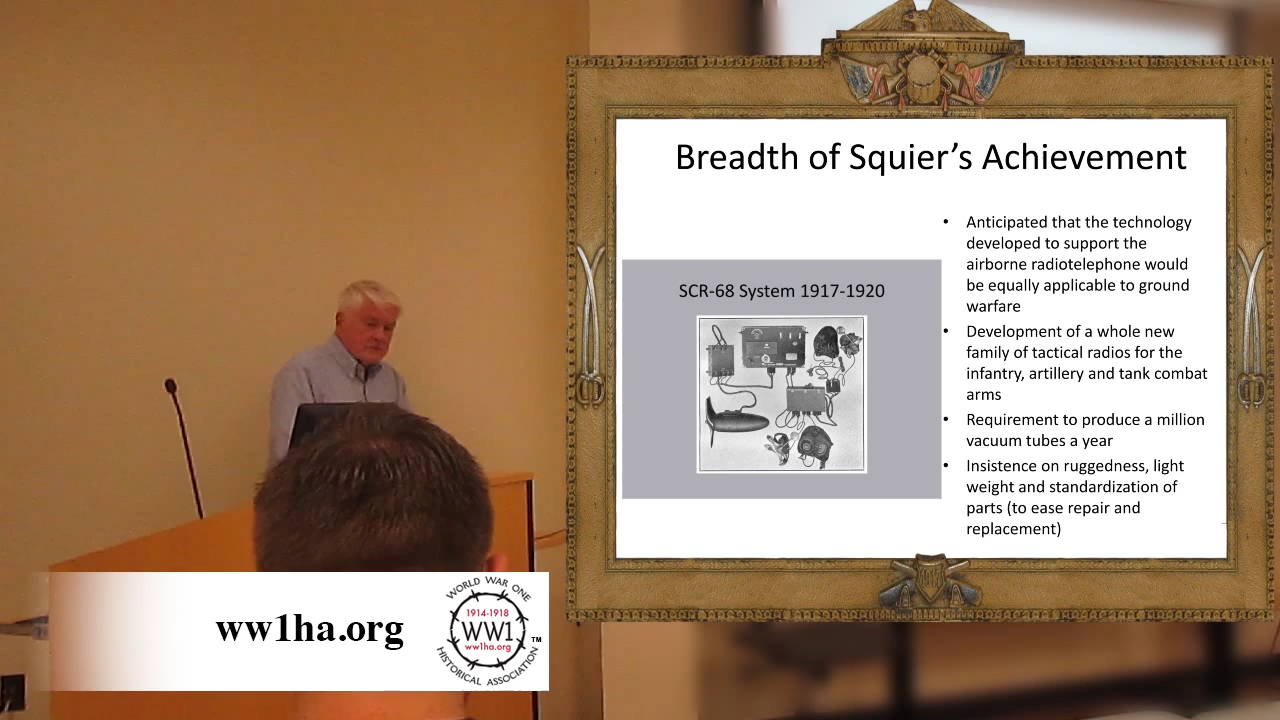 Breadth of Squier’s Achievement
SCR-68 System 1917-1920
• Anticipated that the technology
developed to support the
airborne radiotelephone would
be equally applicable to ground
warfare
• Development of a whole new
family of tactical radios for the
infantry, artillery and tank combat
arms
• Requirement to produce a million
vacuum tubes a year
• Insistence on ruggedness, light
weight and standardization of
parts (to ease repair and
replacement)
ww1ha.org
WORLD WAR ONE
1914-1918
WW1
ww1ha.org
HISTORICAL ASSOCIATION
TM